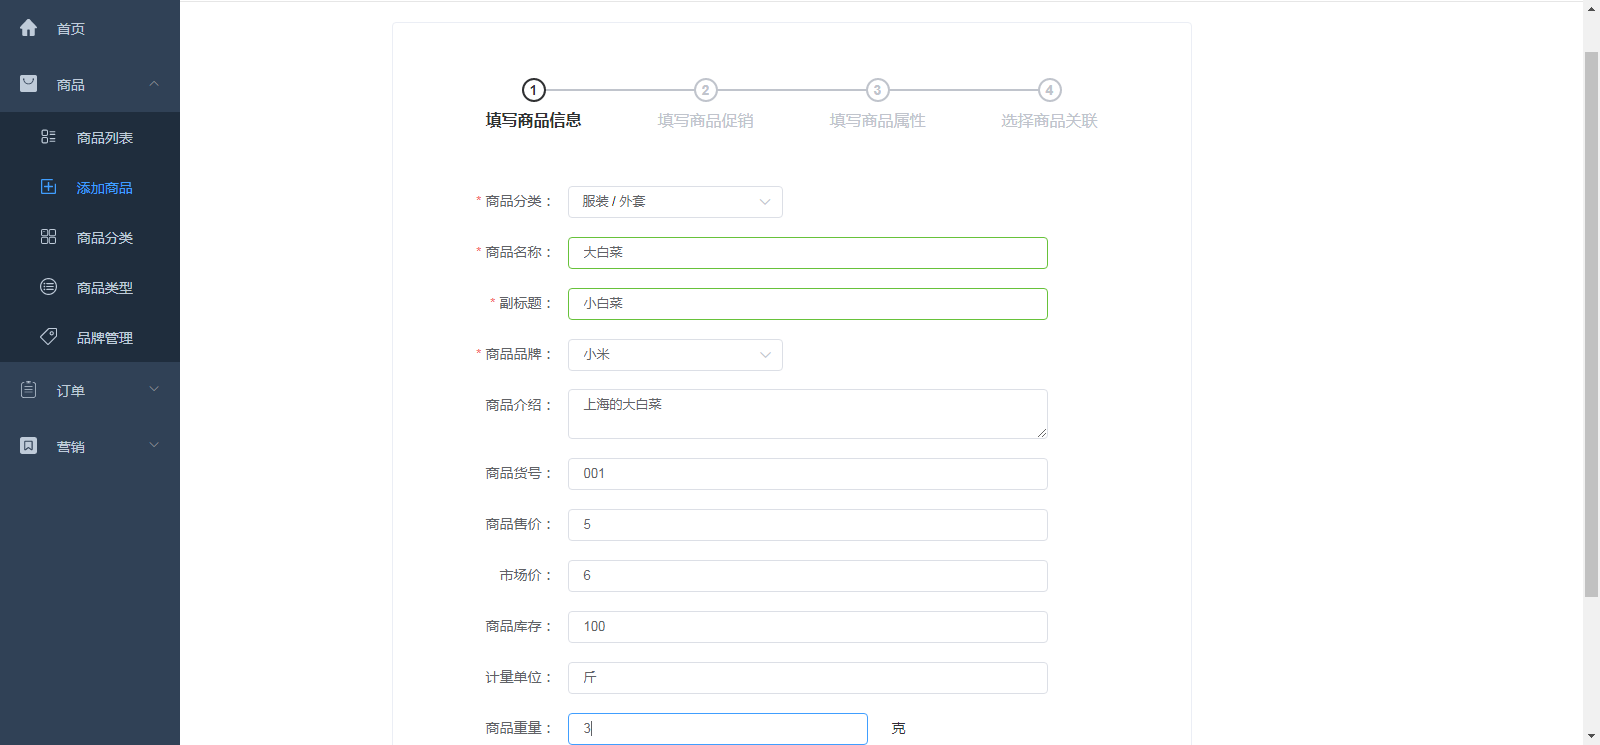 首页
商品
商品列表
添加商品
商品分类
商品类型
品牌管理
订单
营销
1 2 3 4
填写商品信息 填写商品促销 填写商品属性 选择商品关联
* 商品分类： 服装 / 外套
* 商品名称： 大白菜
* 副标题： 小白菜
* 商品品牌： 小米
商品介绍： 上海的大白菜
商品货号： 001
商品售价： 5
市场价： 6
商品库存： 100
计量单位： 斤
商品重量： 3 克